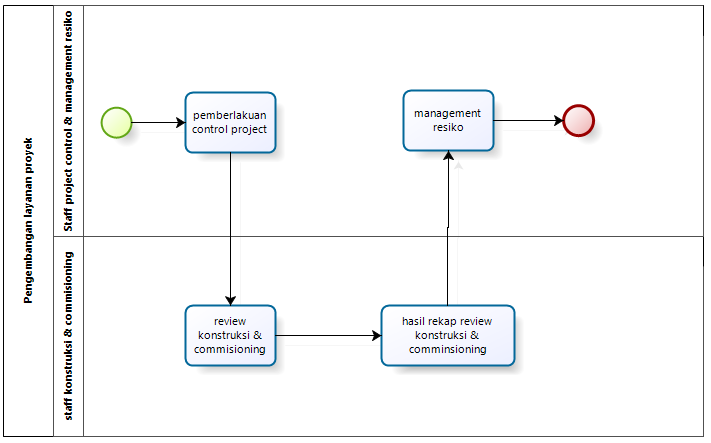 Pengembangan layanan proyek
Staff project control & management resiko
pemberlakuan
control project
management
resiko
staff konstruksi & commisioning
review
konstruksi &
commisioning
hasil rekap review
konstruksi &
comminsioning